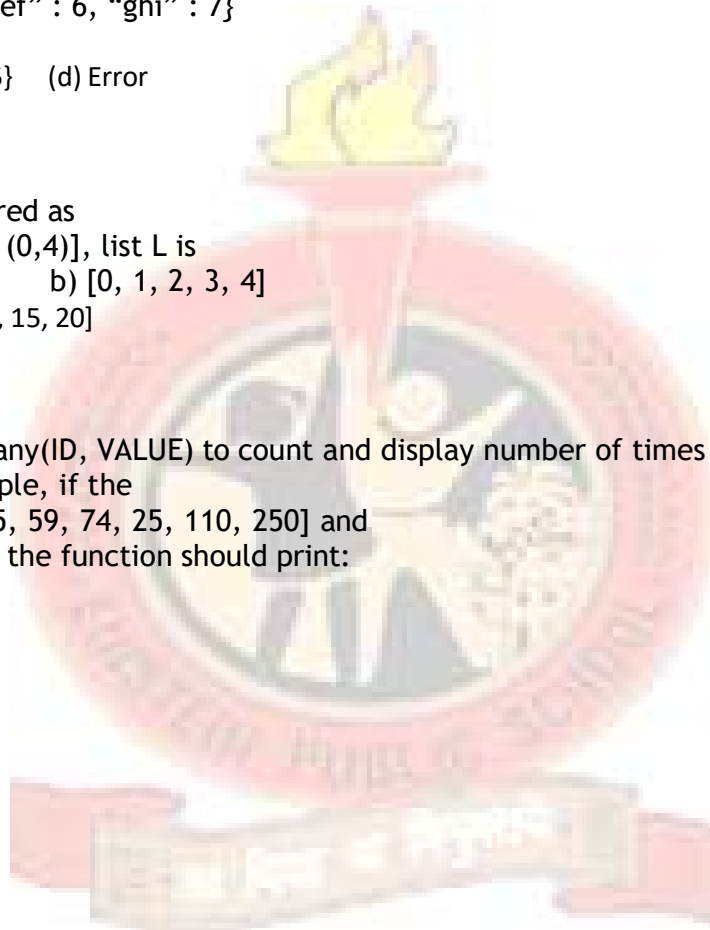 ef” : 6, “ghi” : 7}
} (d) Error
red as
(0,4)], list L is
b) [0, 1, 2, 3, 4]
, 15, 20]
any(ID, VALUE) to count and display number of times
ple, if the
5, 59, 74, 25, 110, 250] and
the function should print:
PUBLIC SCHOOL